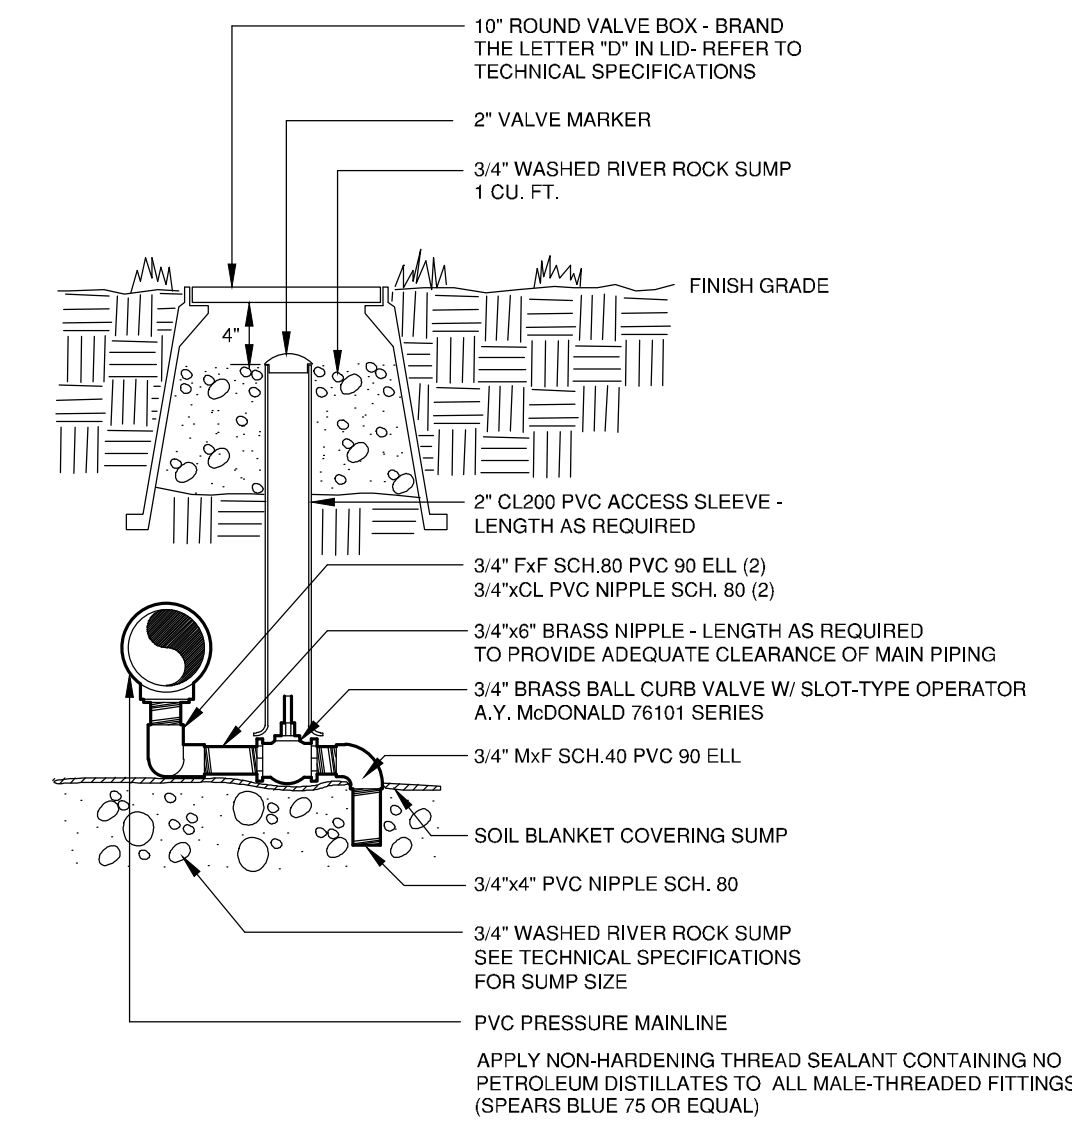 10" ROUND VALVE BOX - BRAND
THE LETTER "D" IN LID- REFER TO
TECHNICAL SPECIFICATIONS
2" VALVE MARKER
3/4" WASHED RIVER ROCK SUMP
1 CU. FT.
FINISH GRADE
4"
2" CL200 PVC ACCESS SLEEVE -
LENGTH AS REQUIRED
3/4" FxF SCH.80 PVC 90 ELL (2)
3/4"xCL PVC NIPPLE SCH. 80 (2)
3/4"x6" BRASS NIPPLE - LENGTH AS REQUIRED
TO PROVIDE ADEQUATE CLEARANCE OF MAIN PIPING
3/4" BRASS BALL CURB VALVE W/ SLOT-TYPE OPERATOR
A.Y. McDONALD 76101 SERIES
3/4" MxF SCH.40 PVC 90 ELL
SOIL BLANKET COVERING SUMP
3/4"x4" PVC NIPPLE SCH. 80
3/4" WASHED RIVER ROCK SUMP
SEE TECHNICAL SPECIFICATIONS
FOR SUMP SIZE
PVC PRESSURE MAINLINE
APPLY NON-HARDENING THREAD SEALANT CONTAINING NO
PETROLEUM DISTILLATES TO ALL MALE-THREADED FITTINGS
(SPEARS BLUE 75 OR EQUAL)